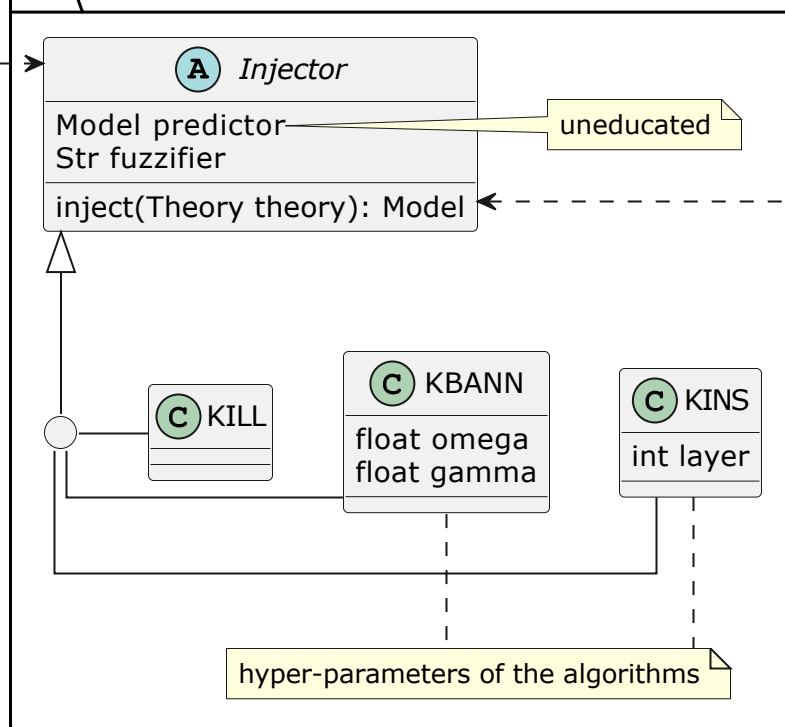 A Injector
Model predictor
Str fuzzifier
uneducated
inject(Theory theory): Model
C KILL
C KBANN
float omega
float gamma
C KINS
int layer
hyper-parameters of the algorithms